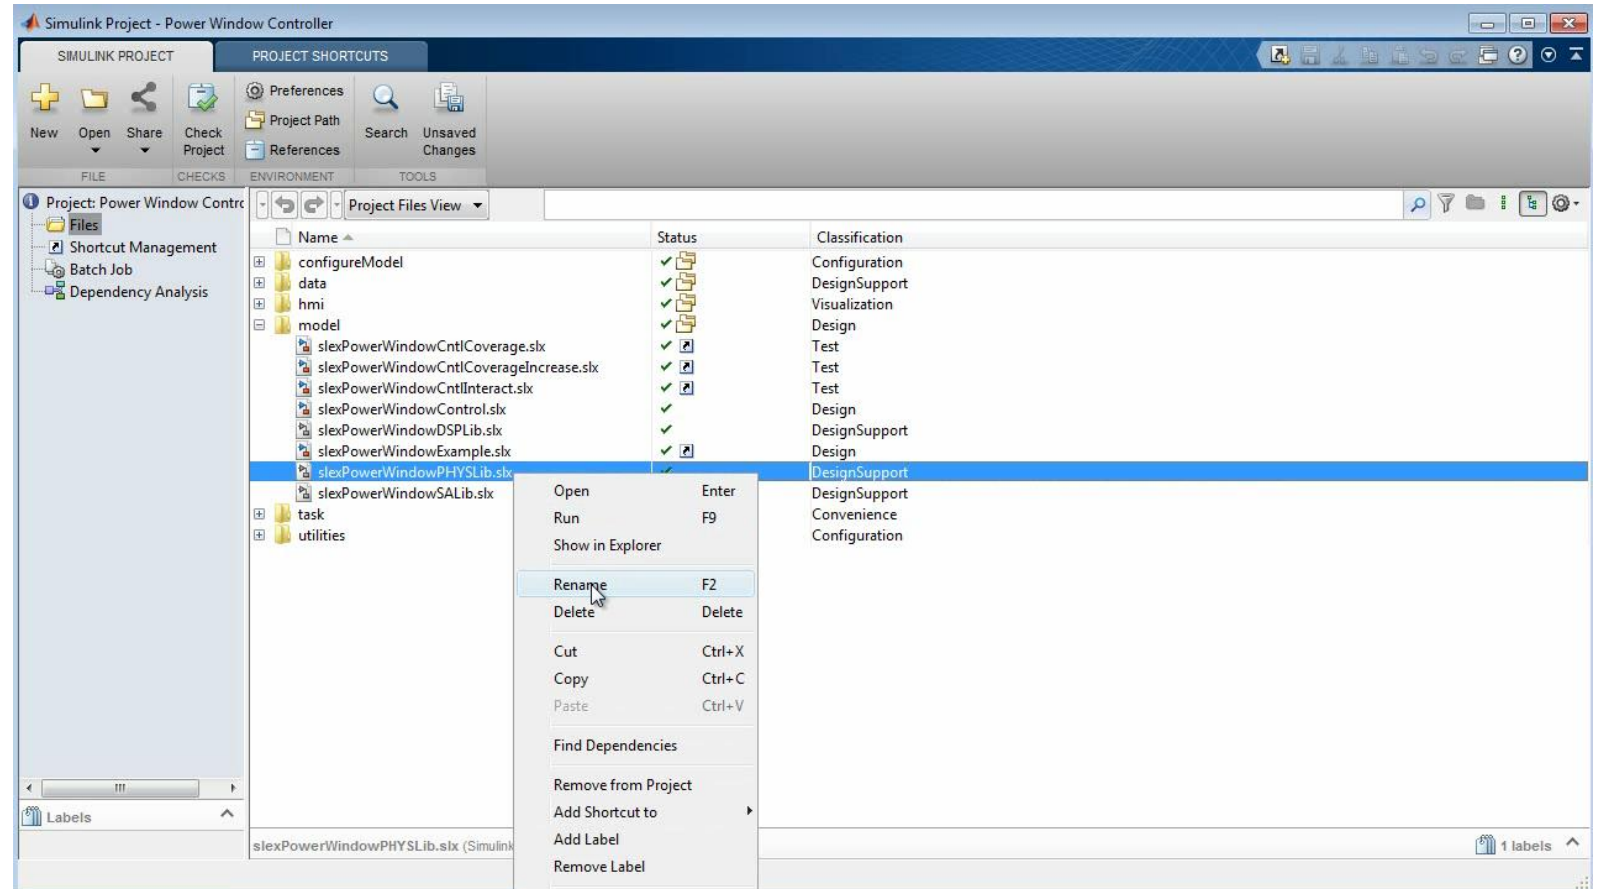 Simulink Project - Power Window Controller
SIMULINK PROJECT PROJECT SHORTCUTS
New Open Share Check Project Preferences Project Path References Search Unsaved Changes
FILE CHECKS ENVIRONMENT TOOLS
Project: Power Window Contro
Files
Shortcut Management
Batch Job
Dependency Analysis
Labels
Project Files View
Name Status Classification
configureModel Configuration
data DesignSupport
hmi Visualization
model Design
slexPowerWindowCntlCoverage.slx Test
slexPowerWindowCntlCoverageIncrease.slx Test
slexPowerWindowCntlInteract.slx Test
slexPowerWindowControl.slx Design
slexPowerWindowDSPLib.slx DesignSupport
slexPowerWindowExample.slx Design
slexPowerWindowPHYSLib.slx DesignSupport
slexPowerWindowSALib.slx DesignSupport
task Convenience
utilities Configuration
Open Enter
Run F9
Show in Explorer
Rename F2
Delete Delete
Cut Ctrl+X
Copy Ctrl+C
Paste Ctrl+V
Find Dependencies
Remove from Project
Add Shortcut to
Add Label
Remove Label
slexPowerWindowPHYSLib.slx (Simulink
1 labels